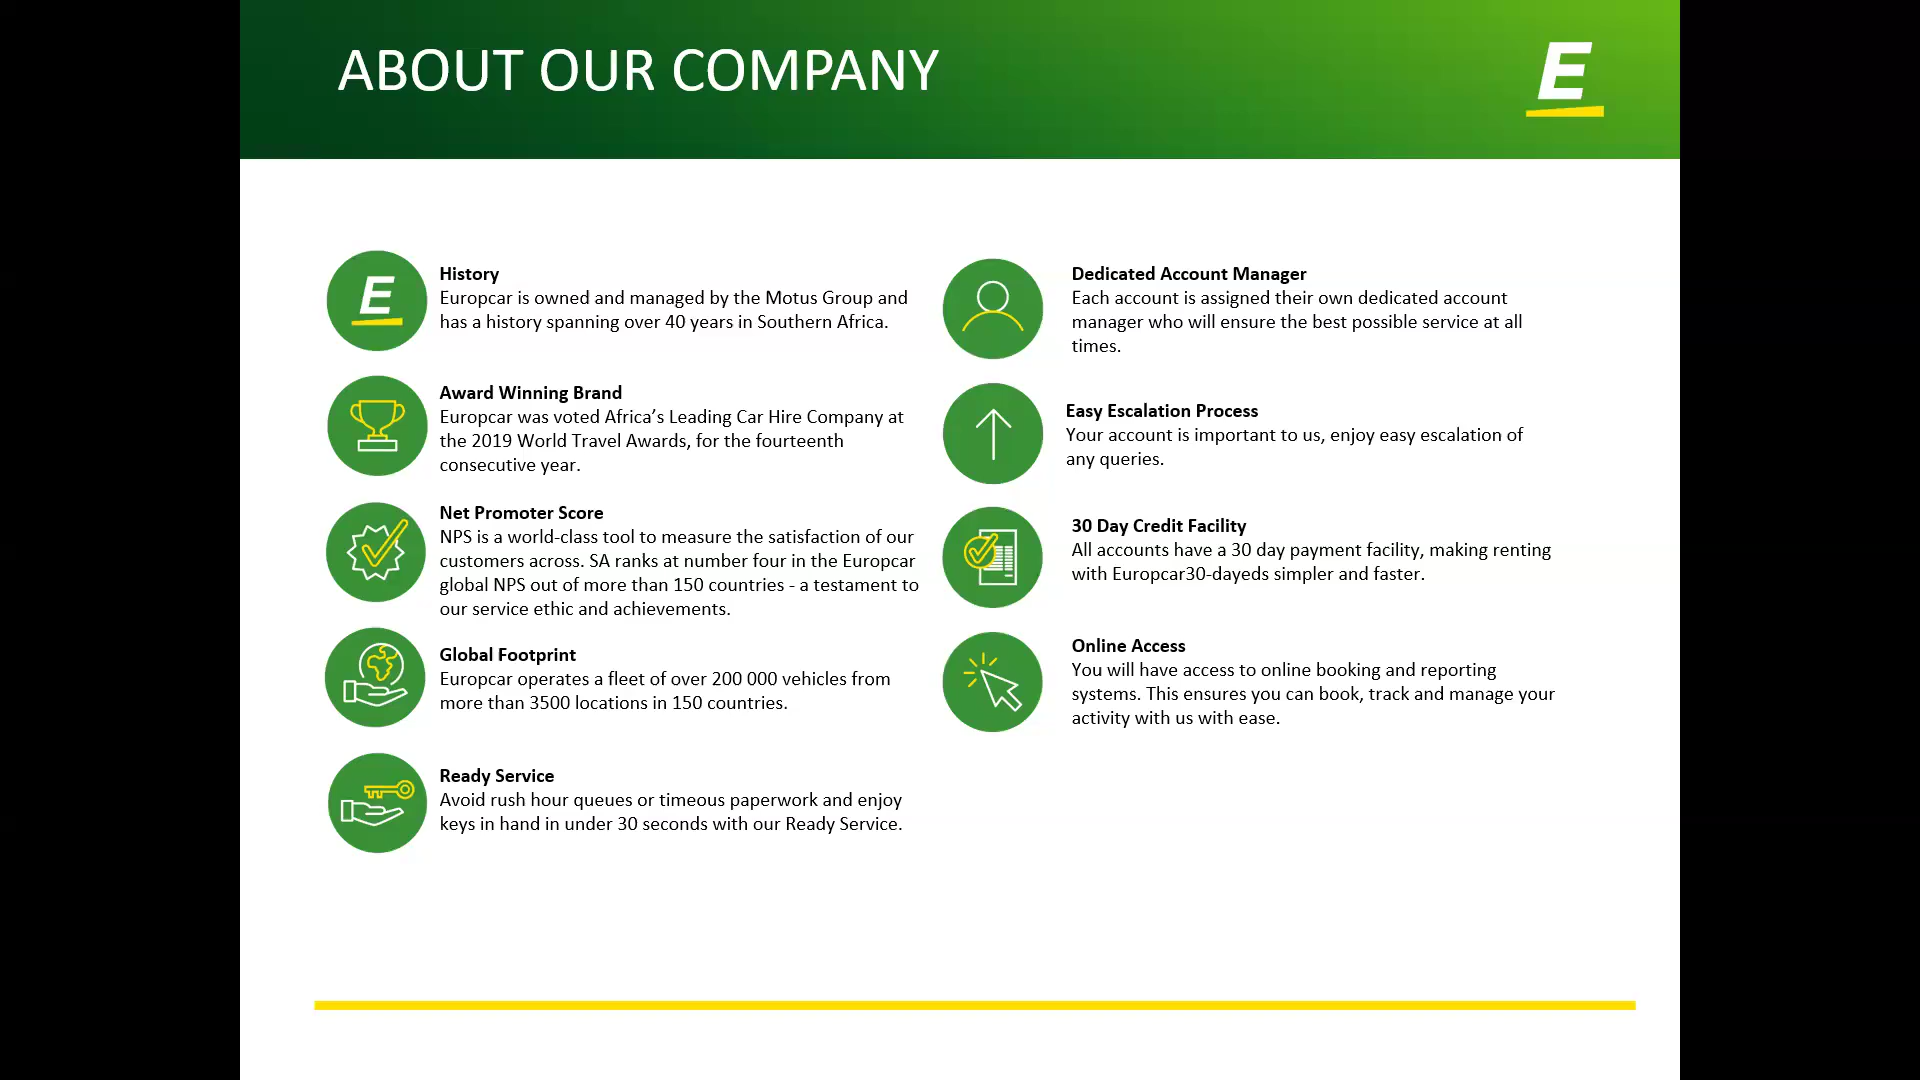 ABOUT OUR COMPANY
E
E
History
Europcar is owned and managed by the Motus Group and
has a history spanning over 40 years in Southern Africa.
Award Winning Brand
Europcar was voted Africa’s Leading Car Hire Company at
the 2019 World Travel Awards, for the fourteenth
consecutive year.
Net Promoter Score
NPS is a world-class tool to measure the satisfaction of our
customers across. SA ranks at number four in the Europcar
global NPS out of more than 150 countries - a testament to
our service ethic and achievements.
Global Footprint
Europcar operates a fleet of over 200 000 vehicles from
more than 3500 locations in 150 countries.
Ready Service
Avoid rush hour queues or timeous paperwork and enjoy
keys in hand in under 30 seconds with our Ready Service.
Dedicated Account Manager
Each account is assigned their own dedicated account
manager who will ensure the best possible service at all
times.
Easy Escalation Process
Your account is important to us, enjoy easy escalation of
any queries.
30 Day Credit Facility
All accounts have a 30 day payment facility, making renting
with Europcar30-dayeds simpler and faster.
Online Access
You will have access to online booking and reporting
systems. This ensures you can book, track and manage your
activity with us with ease.